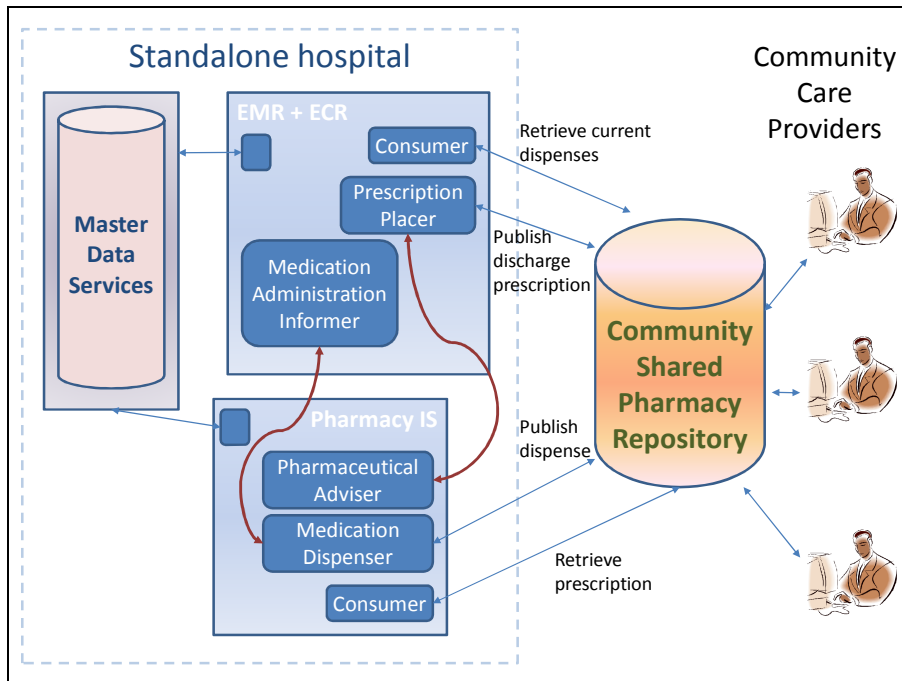 Standalone hospital
Community
Care
Providers
EMR + ECR
Consumer
Retrieve current
dispenses
Prescription
Placer
Master
Data
Services
Publish
discharge
prescription
Medication
Administration
Informer
Community
Shared
Pharmacy
Repository
Pharmacy IS
Publish
dispense
Pharmaceutical
Adviser
Medication
Dispenser
Retrieve
prescription
Consumer